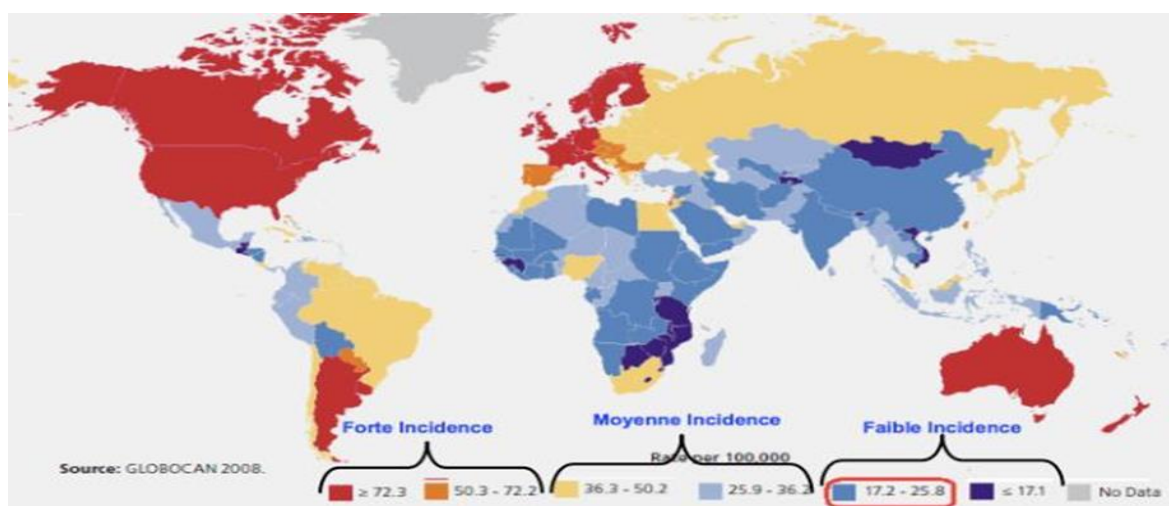 Forte Incidence
Moyenne Incidence
Faible Incidence
Rate per 100,000
Source: GLOBOCAN 2008.
≥ 72.3
50.3 - 72.2
36.3 - 50.2
25.9 - 36.2
17.2 - 25.8
≤ 17.1
No Data